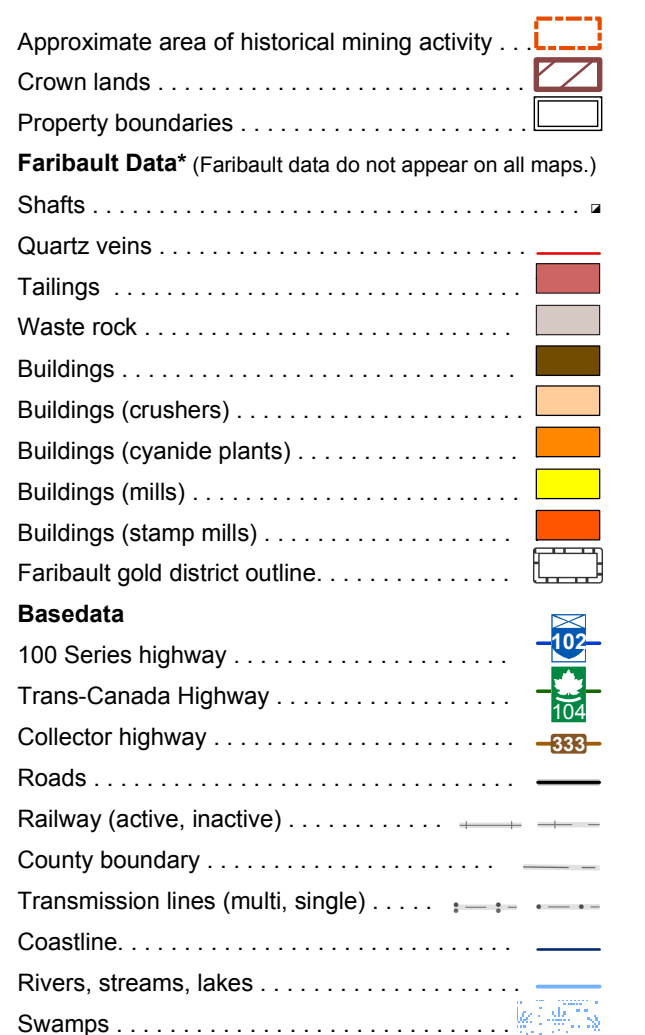 Approximate area of historical mining activity . . .
Crown lands . . . . . . . . . . . . . . . . . . . . . . . . . . . .
Property boundaries . . . . . . . . . . . . . . . . . . . . . .
Faribault Data* (Faribault data do not appear on all maps.)
Shafts . . . . . . . . . . . . . . . . . . . . . . . . . . . . . . . . . . . . .
Quartz veins . . . . . . . . . . . . . . . . . . . . . . . . . . . .
Tailings . . . . . . . . . . . . . . . . . . . . . . . . . . . . . . .
Waste rock . . . . . . . . . . . . . . . . . . . . . . . . . . . .
Buildings . . . . . . . . . . . . . . . . . . . . . . . . . . . . . .
Buildings (crushers) . . . . . . . . . . . . . . . . . . . . . .
Buildings (cyanide plants) . . . . . . . . . . . . . . . . .
Buildings (mills) . . . . . . . . . . . . . . . . . . . . . . . . .
Buildings (stamp mills) . . . . . . . . . . . . . . . . . . .
Faribault gold district outline. . . . . . . . . . . . . . .
Basedata
100 Series highway . . . . . . . . . . . . . . . . . . . . . 102
Trans-Canada Highway . . . . . . . . . . . . . . . . . . 104
Collector highway . . . . . . . . . . . . . . . . . . . . . . . 333
Roads . . . . . . . . . . . . . . . . . . . . . . . . . . . . . . . .
Railway (active, inactive) . . . . . . . . . . . .
County boundary . . . . . . . . . . . . . . . . . . . . . .
Transmission lines (multi, single) . . . . .
Coastline. . . . . . . . . . . . . . . . . . . . . . . . . . . . . .
Rivers, streams, lakes . . . . . . . . . . . . . . . . . . . .
Swamps . . . . . . . . . . . . . . . . . . . . . . . . . . . . . .